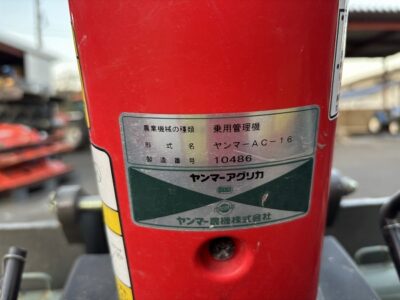 農業機械の種類 乗用管理機
形式名 ヤンマーAC-16
製造番号 10486
ヤンマーアグリカ
ヤンマー農機株式会社